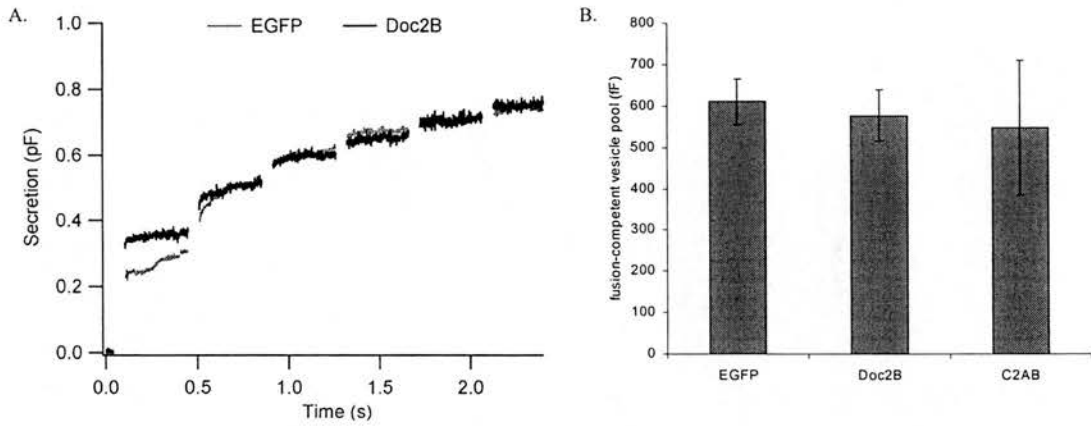 A.
EGFP
Doc2B
Secretion (pF)
1.0
0.8
0.6
0.4
0.2
0.0
0.0
0.5
1.0
1.5
2.0
Time (s)
B.
fusion-competent vesicle pool (fF)
800
700
600
500
400
300
200
100
0
EGFP
Doc2B
C2AB